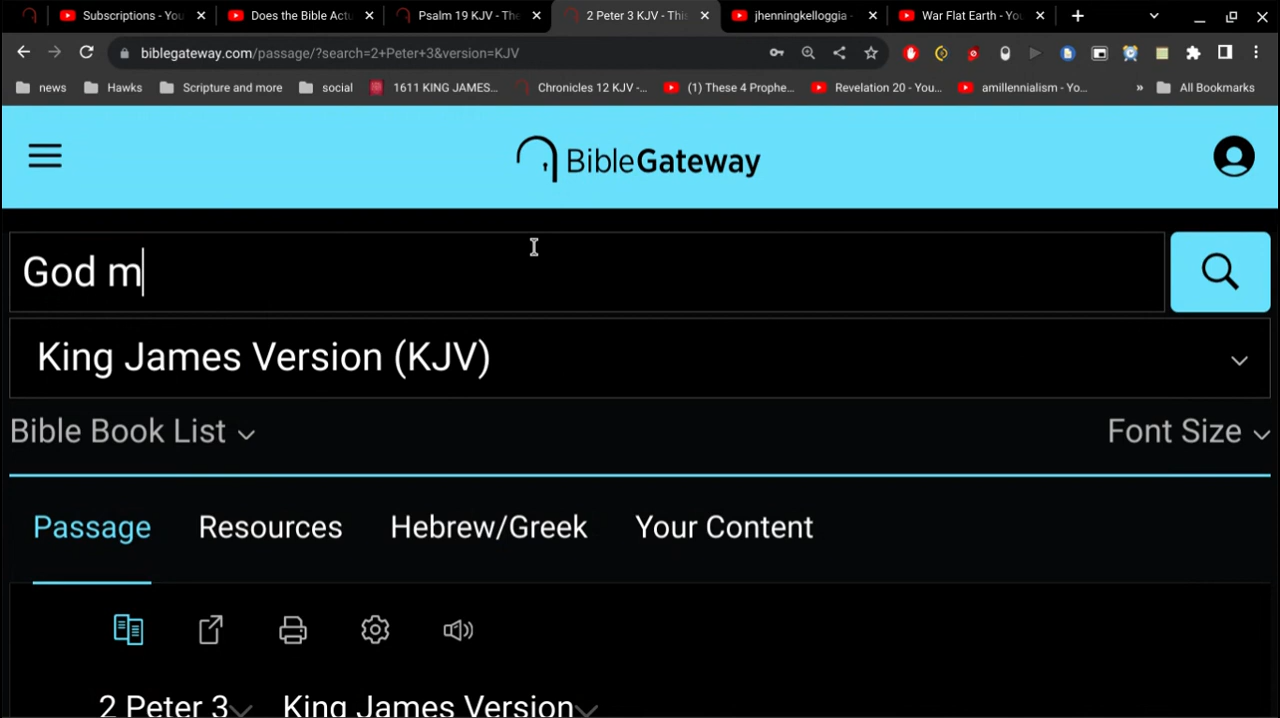 Subscriptions - You
Does the Bible Actu
Psalm 19 KJV - The
2 Peter 3 KJV - This
jhenningkelloggia -
War Flat Earth - You
biblegateway.com/passage/?search=2+Peter+3&version=KJV
news
Hawks
Scripture and more
social
1611 KING JAMES...
Chronicles 12 KJV -...
(1) These 4 Prophe...
Revelation 20 - You...
amillennialism - Yo...
»
All Bookmarks
BibleGateway
God m
King James Version (KJV)
Bible Book List
Font Size
Passage
Resources
Hebrew/Greek
Your Content
2 Peter 3
King James Version